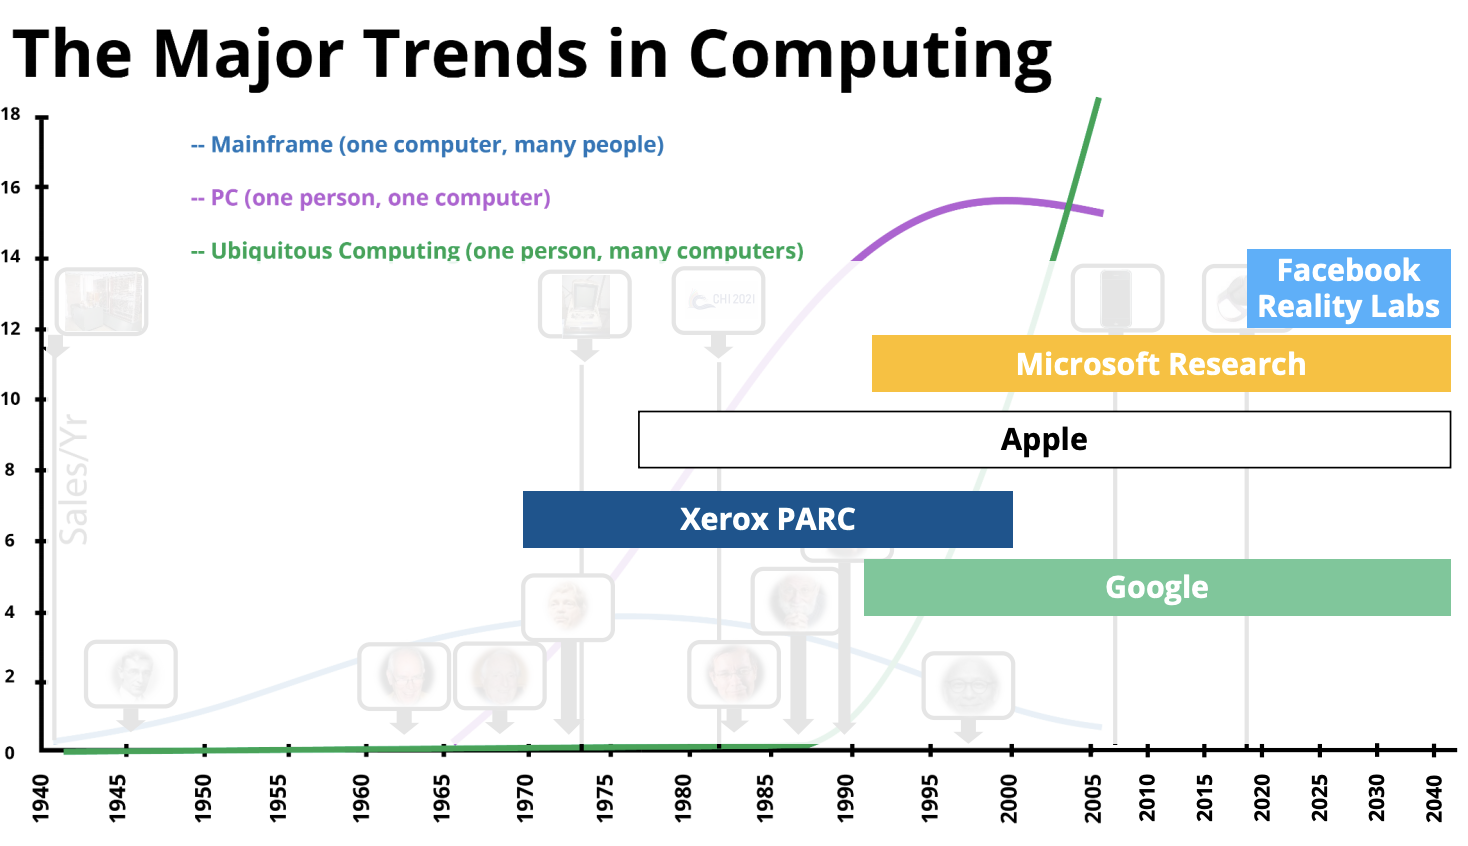 The Major Trends in Computing
18
-- Mainframe (one computer, many people)
16
-- PC (one person, one computer)
-- Ubiquitous Computing (one person, many computers)
14
Facebook
Reality Labs
CHI 2021
12
Microsoft Research
10
Apple
Sales/Yr
8
Xerox PARC
6
Google
4
2
0
1940 1945 1950 1955 1960 1965 1970 1975 1980 1985 1990 1995 2000 2005 2010 2015 2020 2025 2030 2040